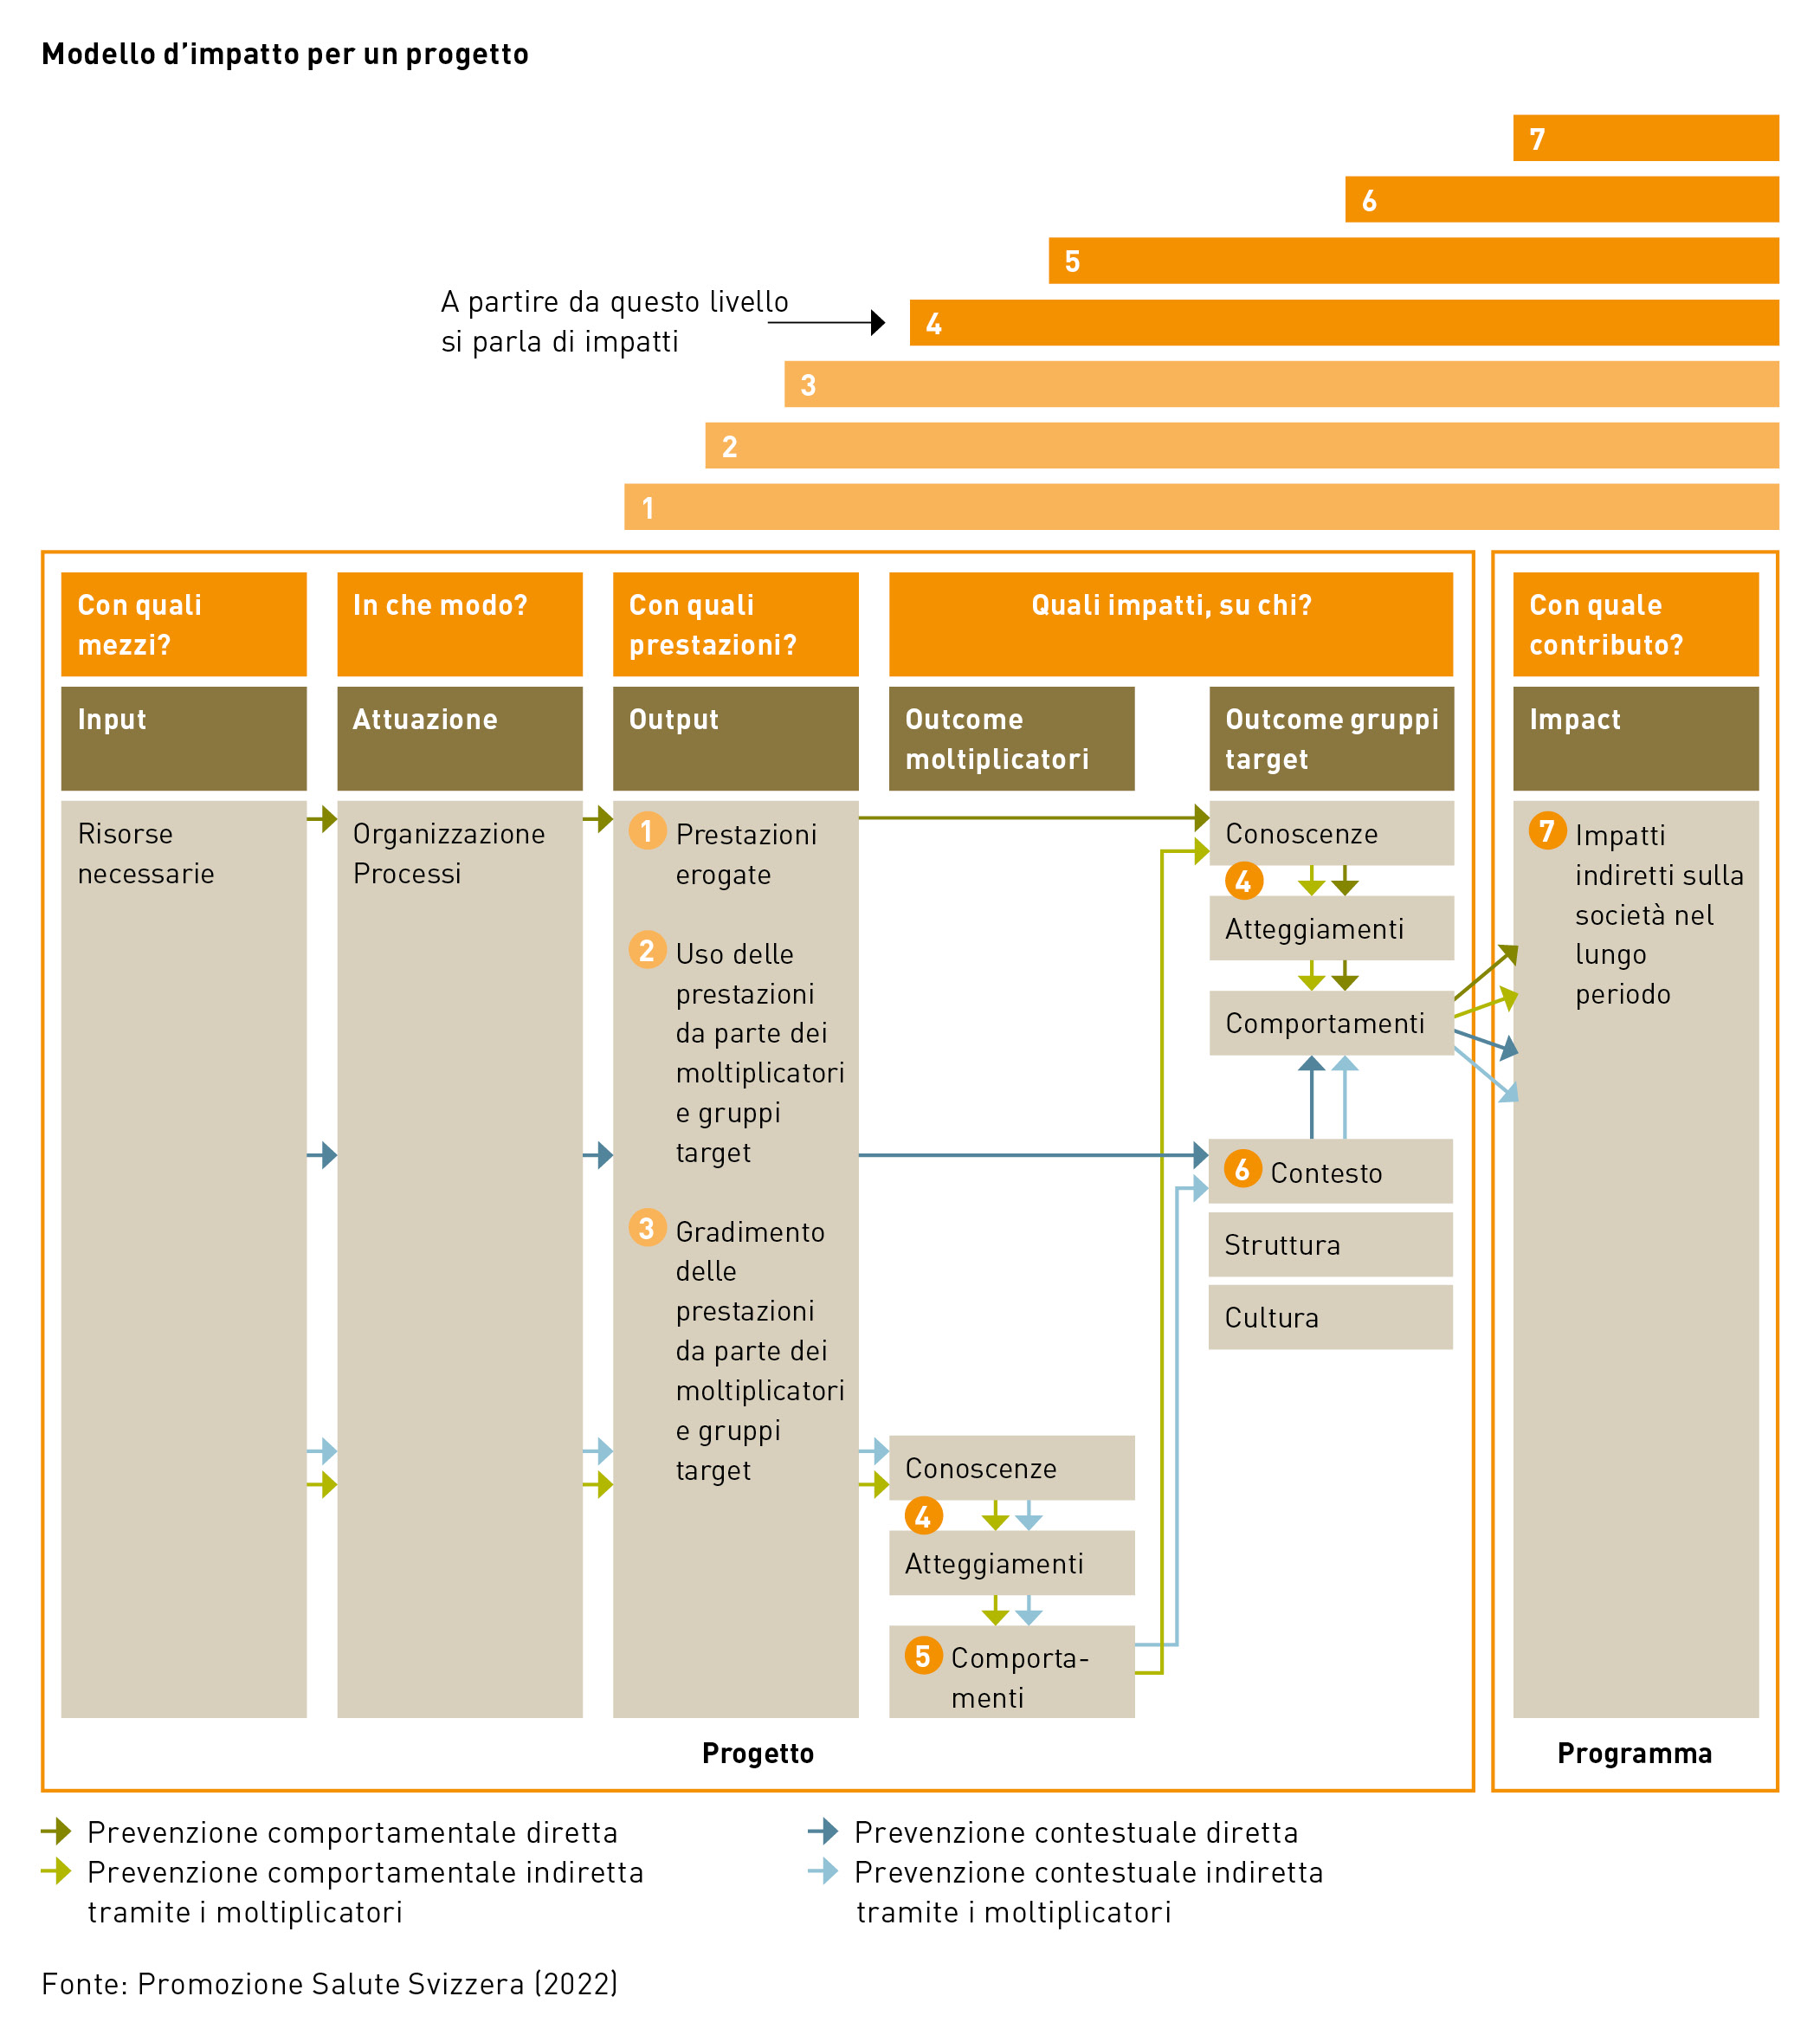 Modello d’impatto per un progetto
7
6
5
A partire da questo livello
si parla di impatti
4
3
2
1
Con quali
mezzi?
In che modo?
Con quali
prestazioni?
Quali impatti, su chi?
Con quale
contributo?
Input
Attuazione
Output
Outcome
moltiplicatori
Outcome gruppi
target
Impact
Risorse
necessarie
Organizzazione
Processi
1 Prestazioni
erogate
2 Uso delle
prestazioni
da parte dei
moltiplicatori
e gruppi
target
3 Gradimento
delle
prestazioni
da parte dei
moltiplicatori
e gruppi
target
Conoscenze
4
Atteggiamenti
5 Comporta-
menti
Conoscenze
4
Atteggiamenti
Comportamenti
6 Contesto
Struttura
Cultura
7 Impatti
indiretti sulla
società nel
lungo
periodo
Progetto
Programma
Prevenzione comportamentale diretta
Prevenzione comportamentale indiretta
tramite i moltiplicatori
Prevenzione contestuale diretta
Prevenzione contestuale indiretta
tramite i moltiplicatori
Fonte: Promozione Salute Svizzera (2022)